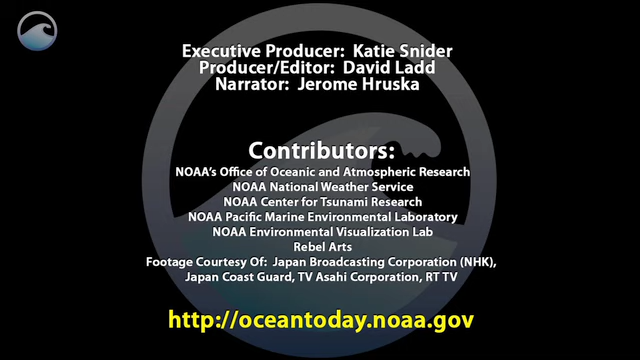 Executive Producer: Katie Snider
Producer/Editor: David Ladd
Narrator: Jerome Hruska
Contributors:
NOAA's Office of Oceanic and Atmospheric Research
NOAA National Weather Service
NOAA Center for Tsunami Research
NOAA Pacific Marine Environmental Laboratory
NOAA Environmental Visualization Lab
Rebel Arts
Footage Courtesy Of: Japan Broadcasting Corporation (NHK),
Japan Coast Guard, TV Asahi Corporation, RT TV
http://oceantoday.noaa.gov